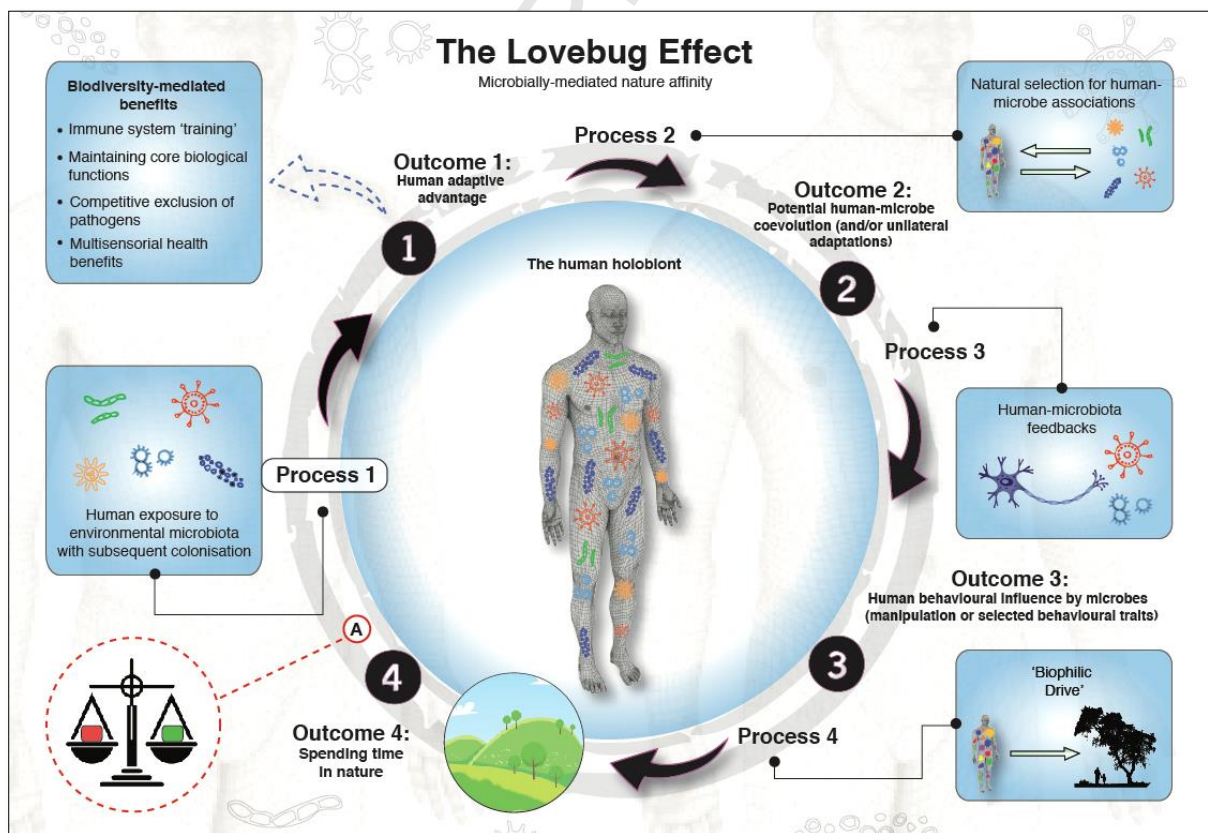 The Lovebug Effect
Microbially-mediated nature affinity
Biodiversity-mediated
benefits
• Immune system ‘training’
• Maintaining core biological
functions
• Competitive exclusion of
pathogens
• Multisensorial health
benefits
Outcome 1:
Human adaptive
advantage
1
Process 2
Natural selection for human-
microbe associations
Outcome 2:
Potential human-microbe
coevolution (and/or unilateral
adaptations)
2
The human holobiont
Process 3
Human-microbiota
feedbacks
Process 1
Human exposure to
environmental microbiota
with subsequent colonisation
Outcome 3:
Human behavioural influence by microbes
(manipulation or selected behavioural traits)
3
Process 4
‘Biophilic
Drive’
A
4
Outcome 4:
Spending time
in nature